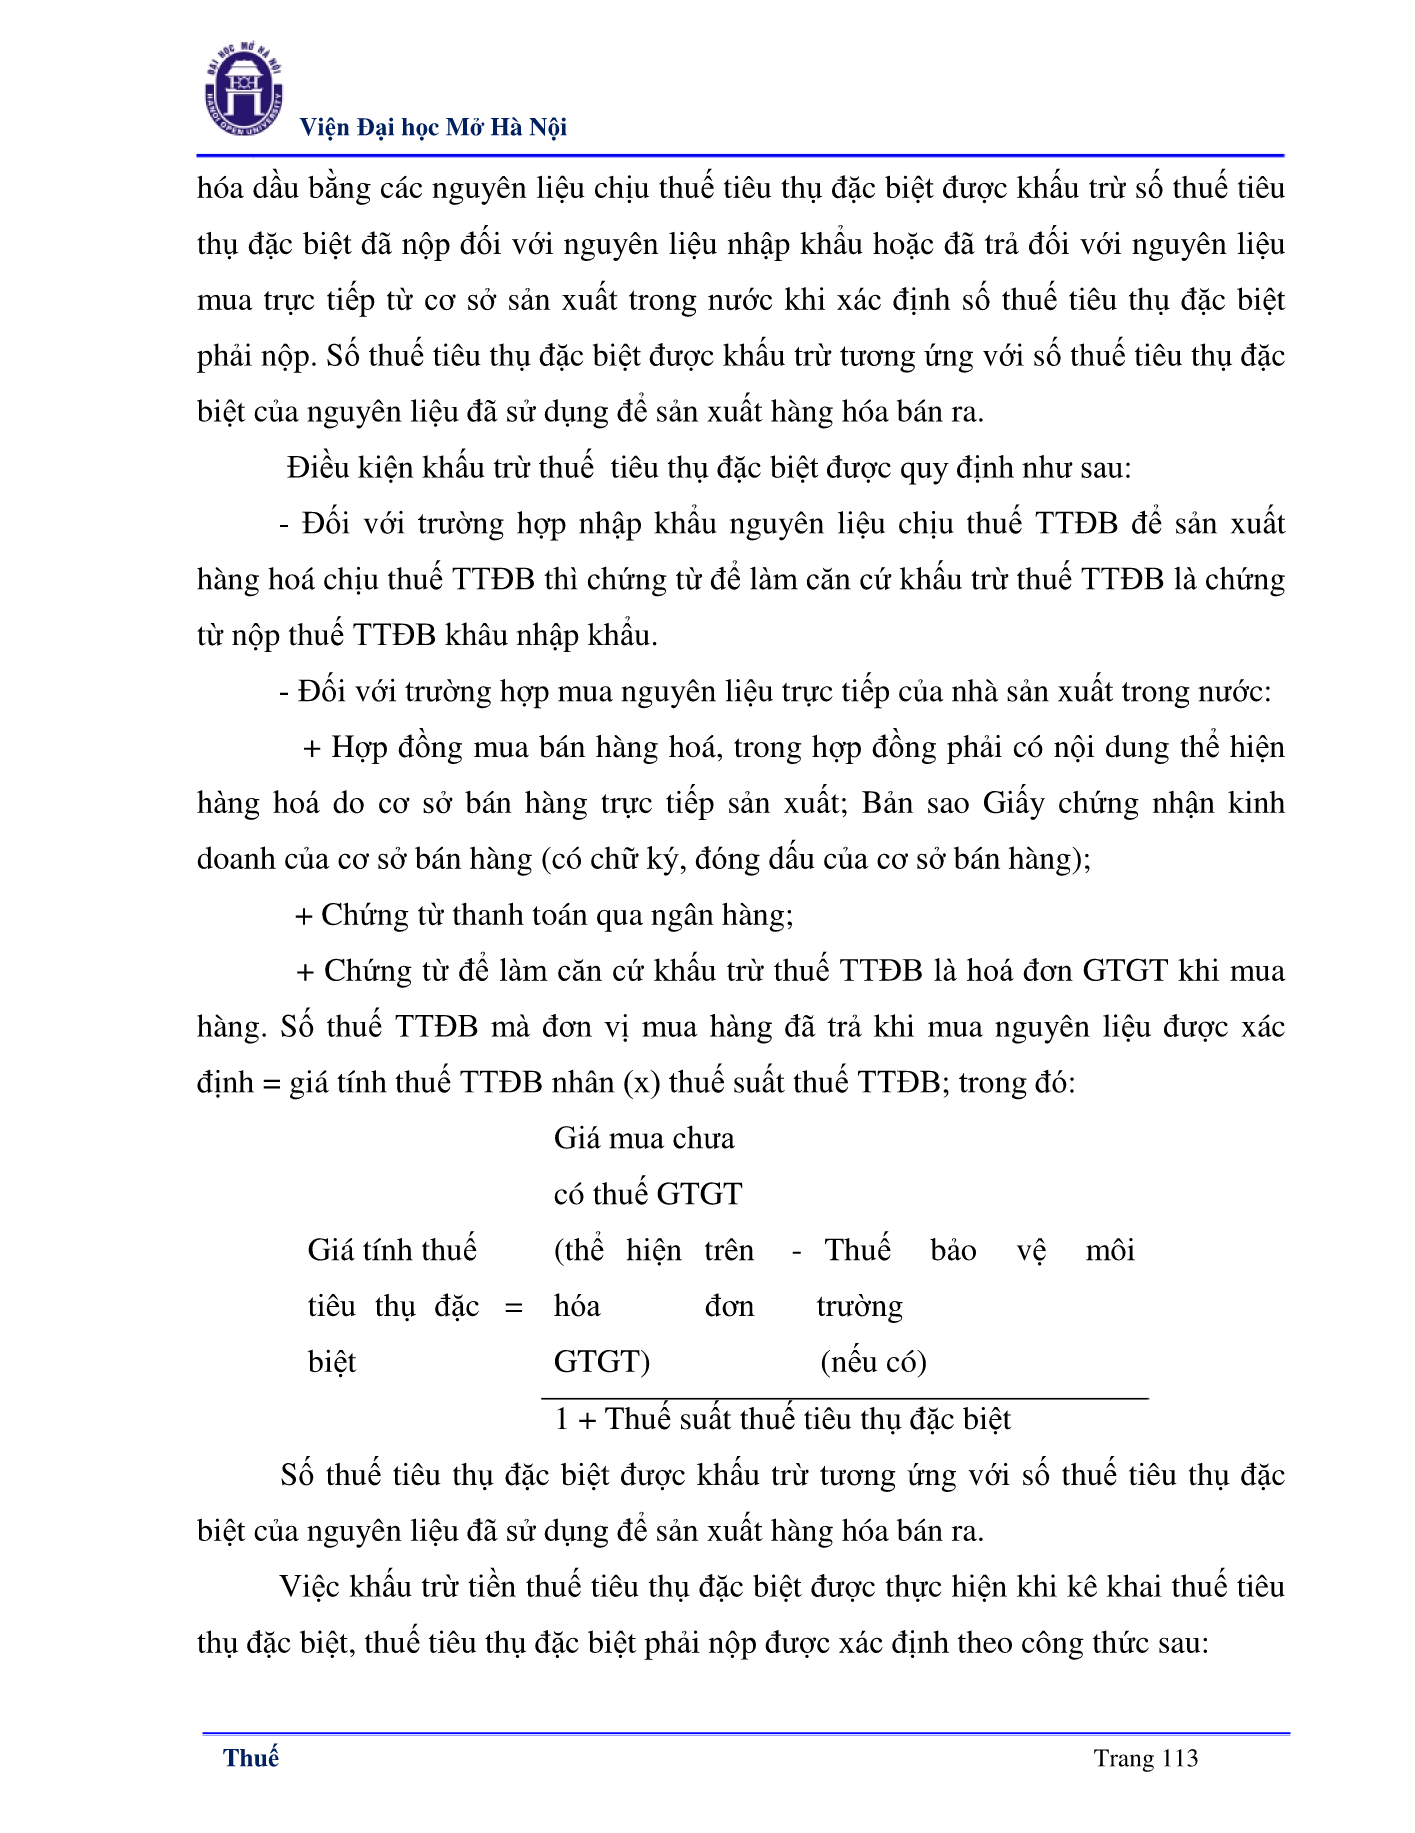 ĐẠI HỌC MỞ HÀ NỘI
HANOI OPEN UNIVERSITY
Viện Đại học Mở Hà Nội
hóa dầu bằng các nguyên liệu chịu thuế tiêu thụ đặc biệt được khấu trừ số thuế tiêu
thụ đặc biệt đã nộp đối với nguyên liệu nhập khẩu hoặc đã trả đối với nguyên liệu
mua trực tiếp từ cơ sở sản xuất trong nước khi xác định số thuế tiêu thụ đặc biệt
phải nộp. Số thuế tiêu thụ đặc biệt được khấu trừ tương ứng với số thuế tiêu thụ đặc
biệt của nguyên liệu đã sử dụng để sản xuất hàng hóa bán ra.
Điều kiện khấu trừ thuế  tiêu thụ đặc biệt được quy định như sau:
- Đối với trường hợp nhập khẩu nguyên liệu chịu thuế TTĐB để sản xuất
hàng hoá chịu thuế TTĐB thì chứng từ để làm căn cứ khấu trừ thuế TTĐB là chứng
từ nộp thuế TTĐB khâu nhập khẩu.
- Đối với trường hợp mua nguyên liệu trực tiếp của nhà sản xuất trong nước:
+ Hợp đồng mua bán hàng hoá, trong hợp đồng phải có nội dung thể hiện
hàng hoá do cơ sở bán hàng trực tiếp sản xuất; Bản sao Giấy chứng nhận kinh
doanh của cơ sở bán hàng (có chữ ký, đóng dấu của cơ sở bán hàng);
+ Chứng từ thanh toán qua ngân hàng;
+ Chứng từ để làm căn cứ khấu trừ thuế TTĐB là hoá đơn GTGT khi mua
hàng. Số thuế TTĐB mà đơn vị mua hàng đã trả khi mua nguyên liệu được xác
định = giá tính thuế TTĐB nhân (x) thuế suất thuế TTĐB; trong đó:
Giá mua chưa
có thuế GTGT
Giá tính thuế (thể hiện trên - Thuế bảo vệ môi
tiêu thụ đặc = hóa đơn trường
biệt GTGT) (nếu có)
1 + Thuế suất thuế tiêu thụ đặc biệt
Số thuế tiêu thụ đặc biệt được khấu trừ tương ứng với số thuế tiêu thụ đặc
biệt của nguyên liệu đã sử dụng để sản xuất hàng hóa bán ra.
Việc khấu trừ tiền thuế tiêu thụ đặc biệt được thực hiện khi kê khai thuế tiêu
thụ đặc biệt, thuế tiêu thụ đặc biệt phải nộp được xác định theo công thức sau:
Thuế Trang 113